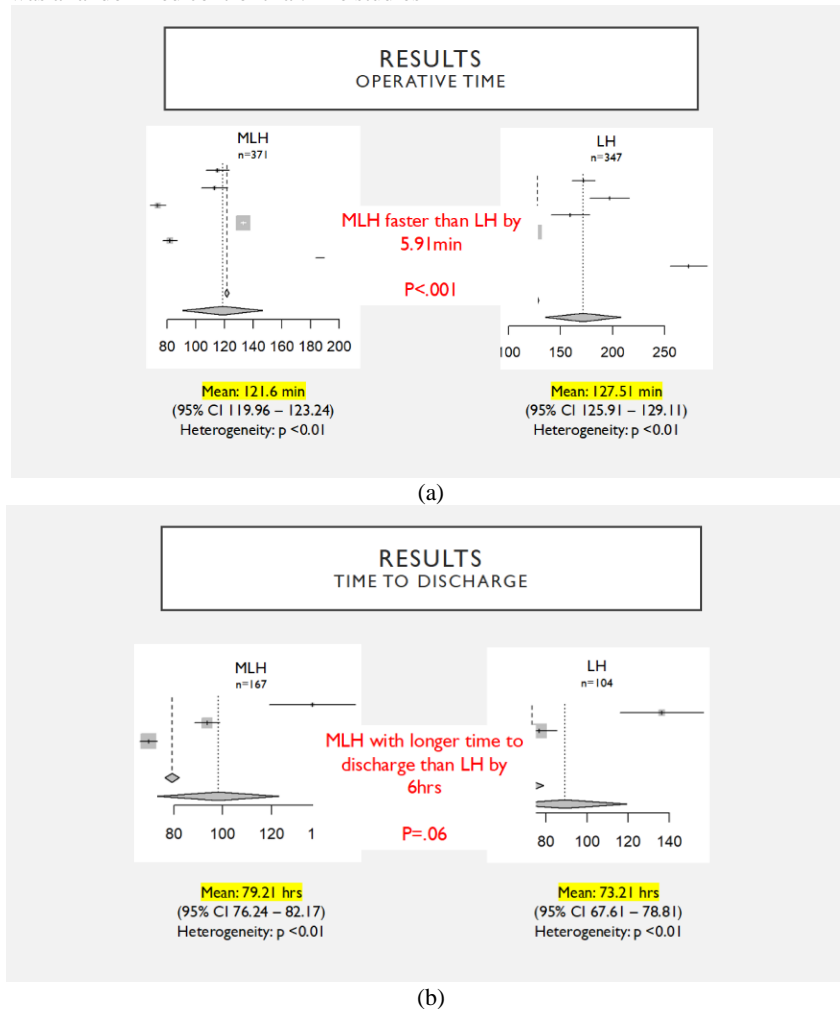 RESULTS
OPERATIVE TIME
MLH
n=371
LH
n=347
MLH faster than LH by
5.91min
P<.001
80 100 120 140 160 180 200
100 150 200 250
Mean: 121.6 min
(95% CI 119.96 – 123.24)
Heterogeneity: p <0.01
Mean: 127.51 min
(95% CI 125.91 – 129.11)
Heterogeneity: p <0.01
(a)
RESULTS
TIME TO DISCHARGE
MLH
n=167
LH
n=104
MLH with longer time to
discharge than LH by
6hrs
P=.06
80 100 120 1
80 100 120 140
Mean: 79.21 hrs
(95% CI 76.24 – 82.17)
Heterogeneity: p <0.01
Mean: 73.21 hrs
(95% CI 67.61 – 78.81)
Heterogeneity: p <0.01
(b)